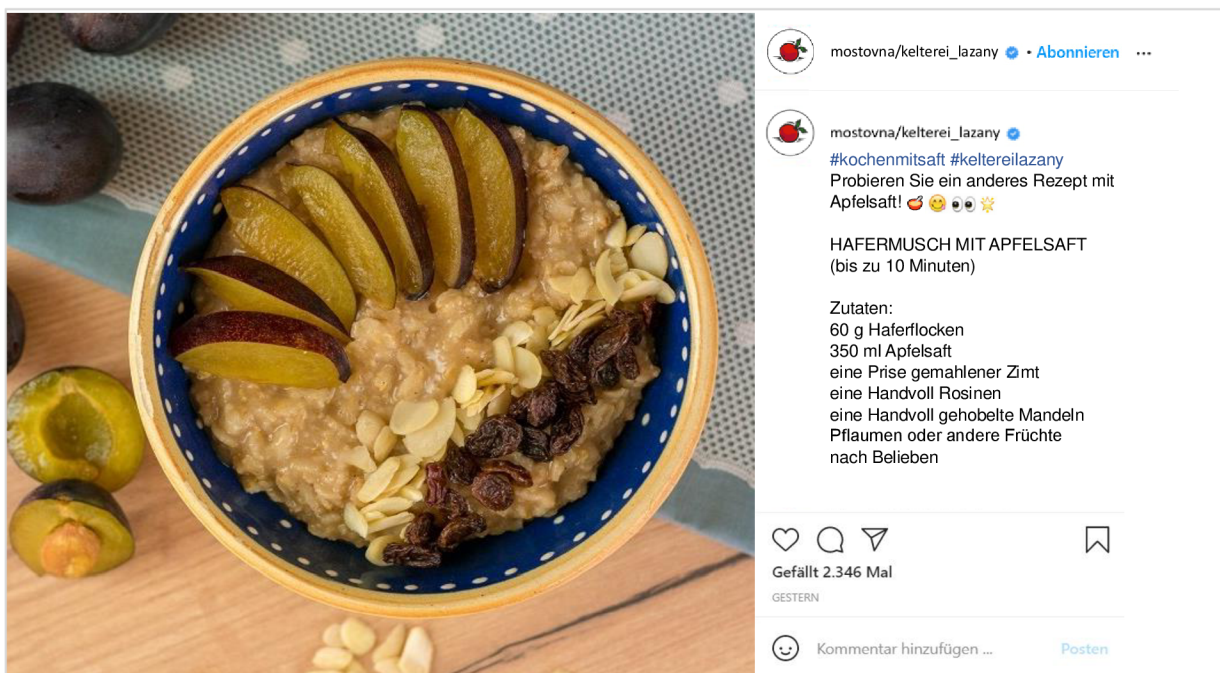 mostovna/kelterei_lazany • Abonnieren ...
mostovna/kelterei_lazany
#kochenmitsaft #keltereilazany
Probieren Sie ein anderes Rezept mit
Apfelsaft! 🍲 😋 👀 🌟
HAFERMUSCH MIT APFELSAFT
(bis zu 10 Minuten)
Zutaten:
60 g Haferflocken
350 ml Apfelsaft
eine Prise gemahlener Zimt
eine Handvoll Rosinen
eine Handvoll gehobelte Mandeln
Pflaumen oder andere Früchte
nach Belieben
Gefällt 2.346 Mal
GESTERN
Kommentar hinzufügen ... Posten